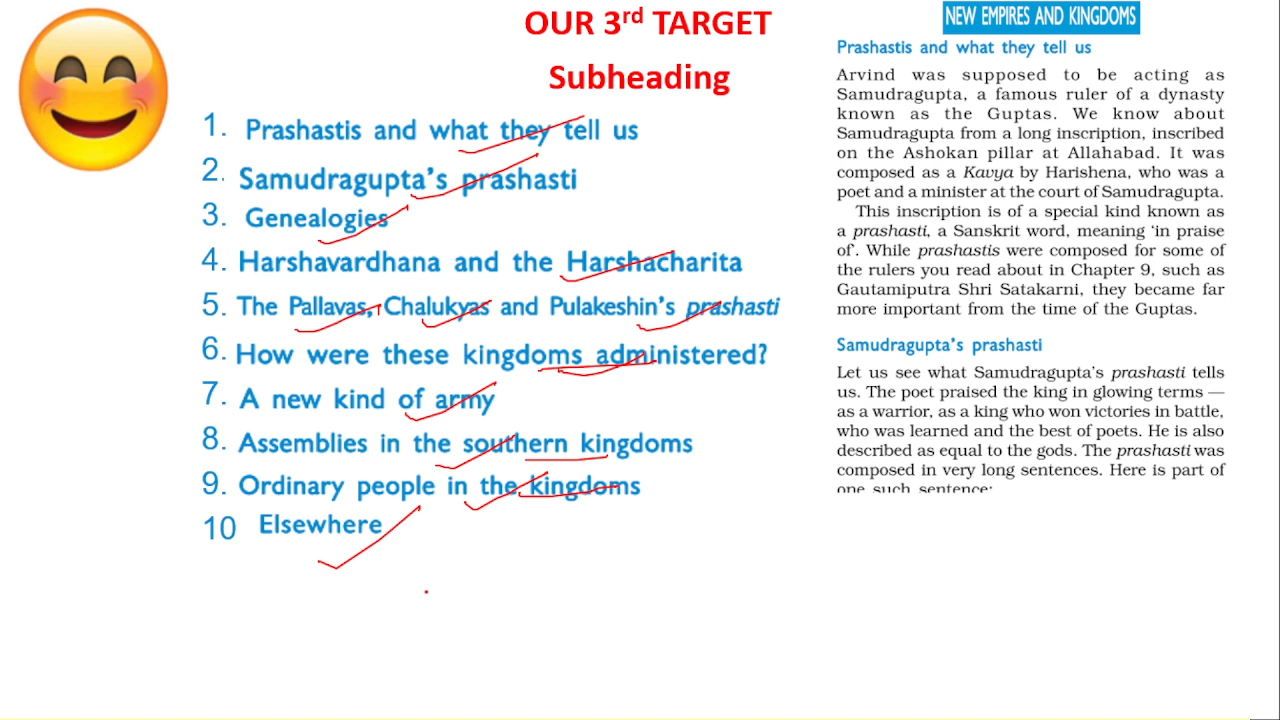 OUR 3rd TARGET
Subheading
1. Prashastis and what they tell us
2. Samudragupta's prashasti
3. Genealogies
4. Harshavardhana and the Harshacharita
5. The Pallavas, Chalukyas and Pulakeshin's prashasti
6. How were these kingdoms administered?
7. A new kind of army
8. Assemblies in the southern kingdoms
9. Ordinary people in the kingdoms
10 Elsewhere
NEW EMPIRES AND KINGDOMS
Prashastis and what they tell us
Arvind was supposed to be acting as
Samudragupta, a famous ruler of a dynasty
known as the Guptas. We know about
Samudragupta from a long inscription, inscribed
on the Ashokan pillar at Allahabad. It was
composed as a Kavya by Harishena, who was a
poet and a minister at the court of Samudragupta.
This inscription is of a special kind known as
a prashasti, a Sanskrit word, meaning 'in praise
of'. While prashastis were composed for some of
the rulers you read about in Chapter 9, such as
Gautamiputra Shri Satakarni, they became far
more important from the time of the Guptas.
Samudragupta's prashasti
Let us see what Samudragupta's prashasti tells
us. The poet praised the king in glowing terms —
as a warrior, as a king who won victories in battle,
who was learned and the best of poets. He is also
described as equal to the gods. The prashasti was
composed in very long sentences. Here is part of
one such sentence: